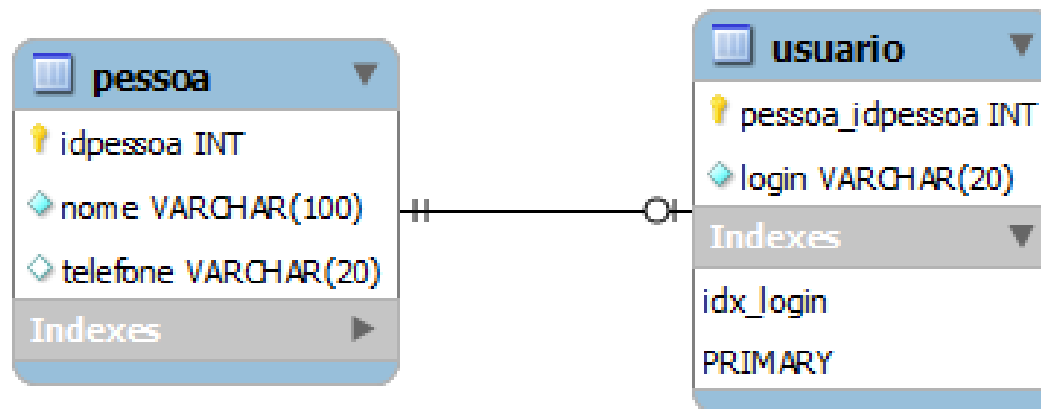 pessoa
idpessoa INT
nome VARCHAR(100)
telefone VARCHAR(20)
Indexes
usuario
pessoa_idpessoa INT
login VARCHAR(20)
Indexes
idx_login
PRIMARY